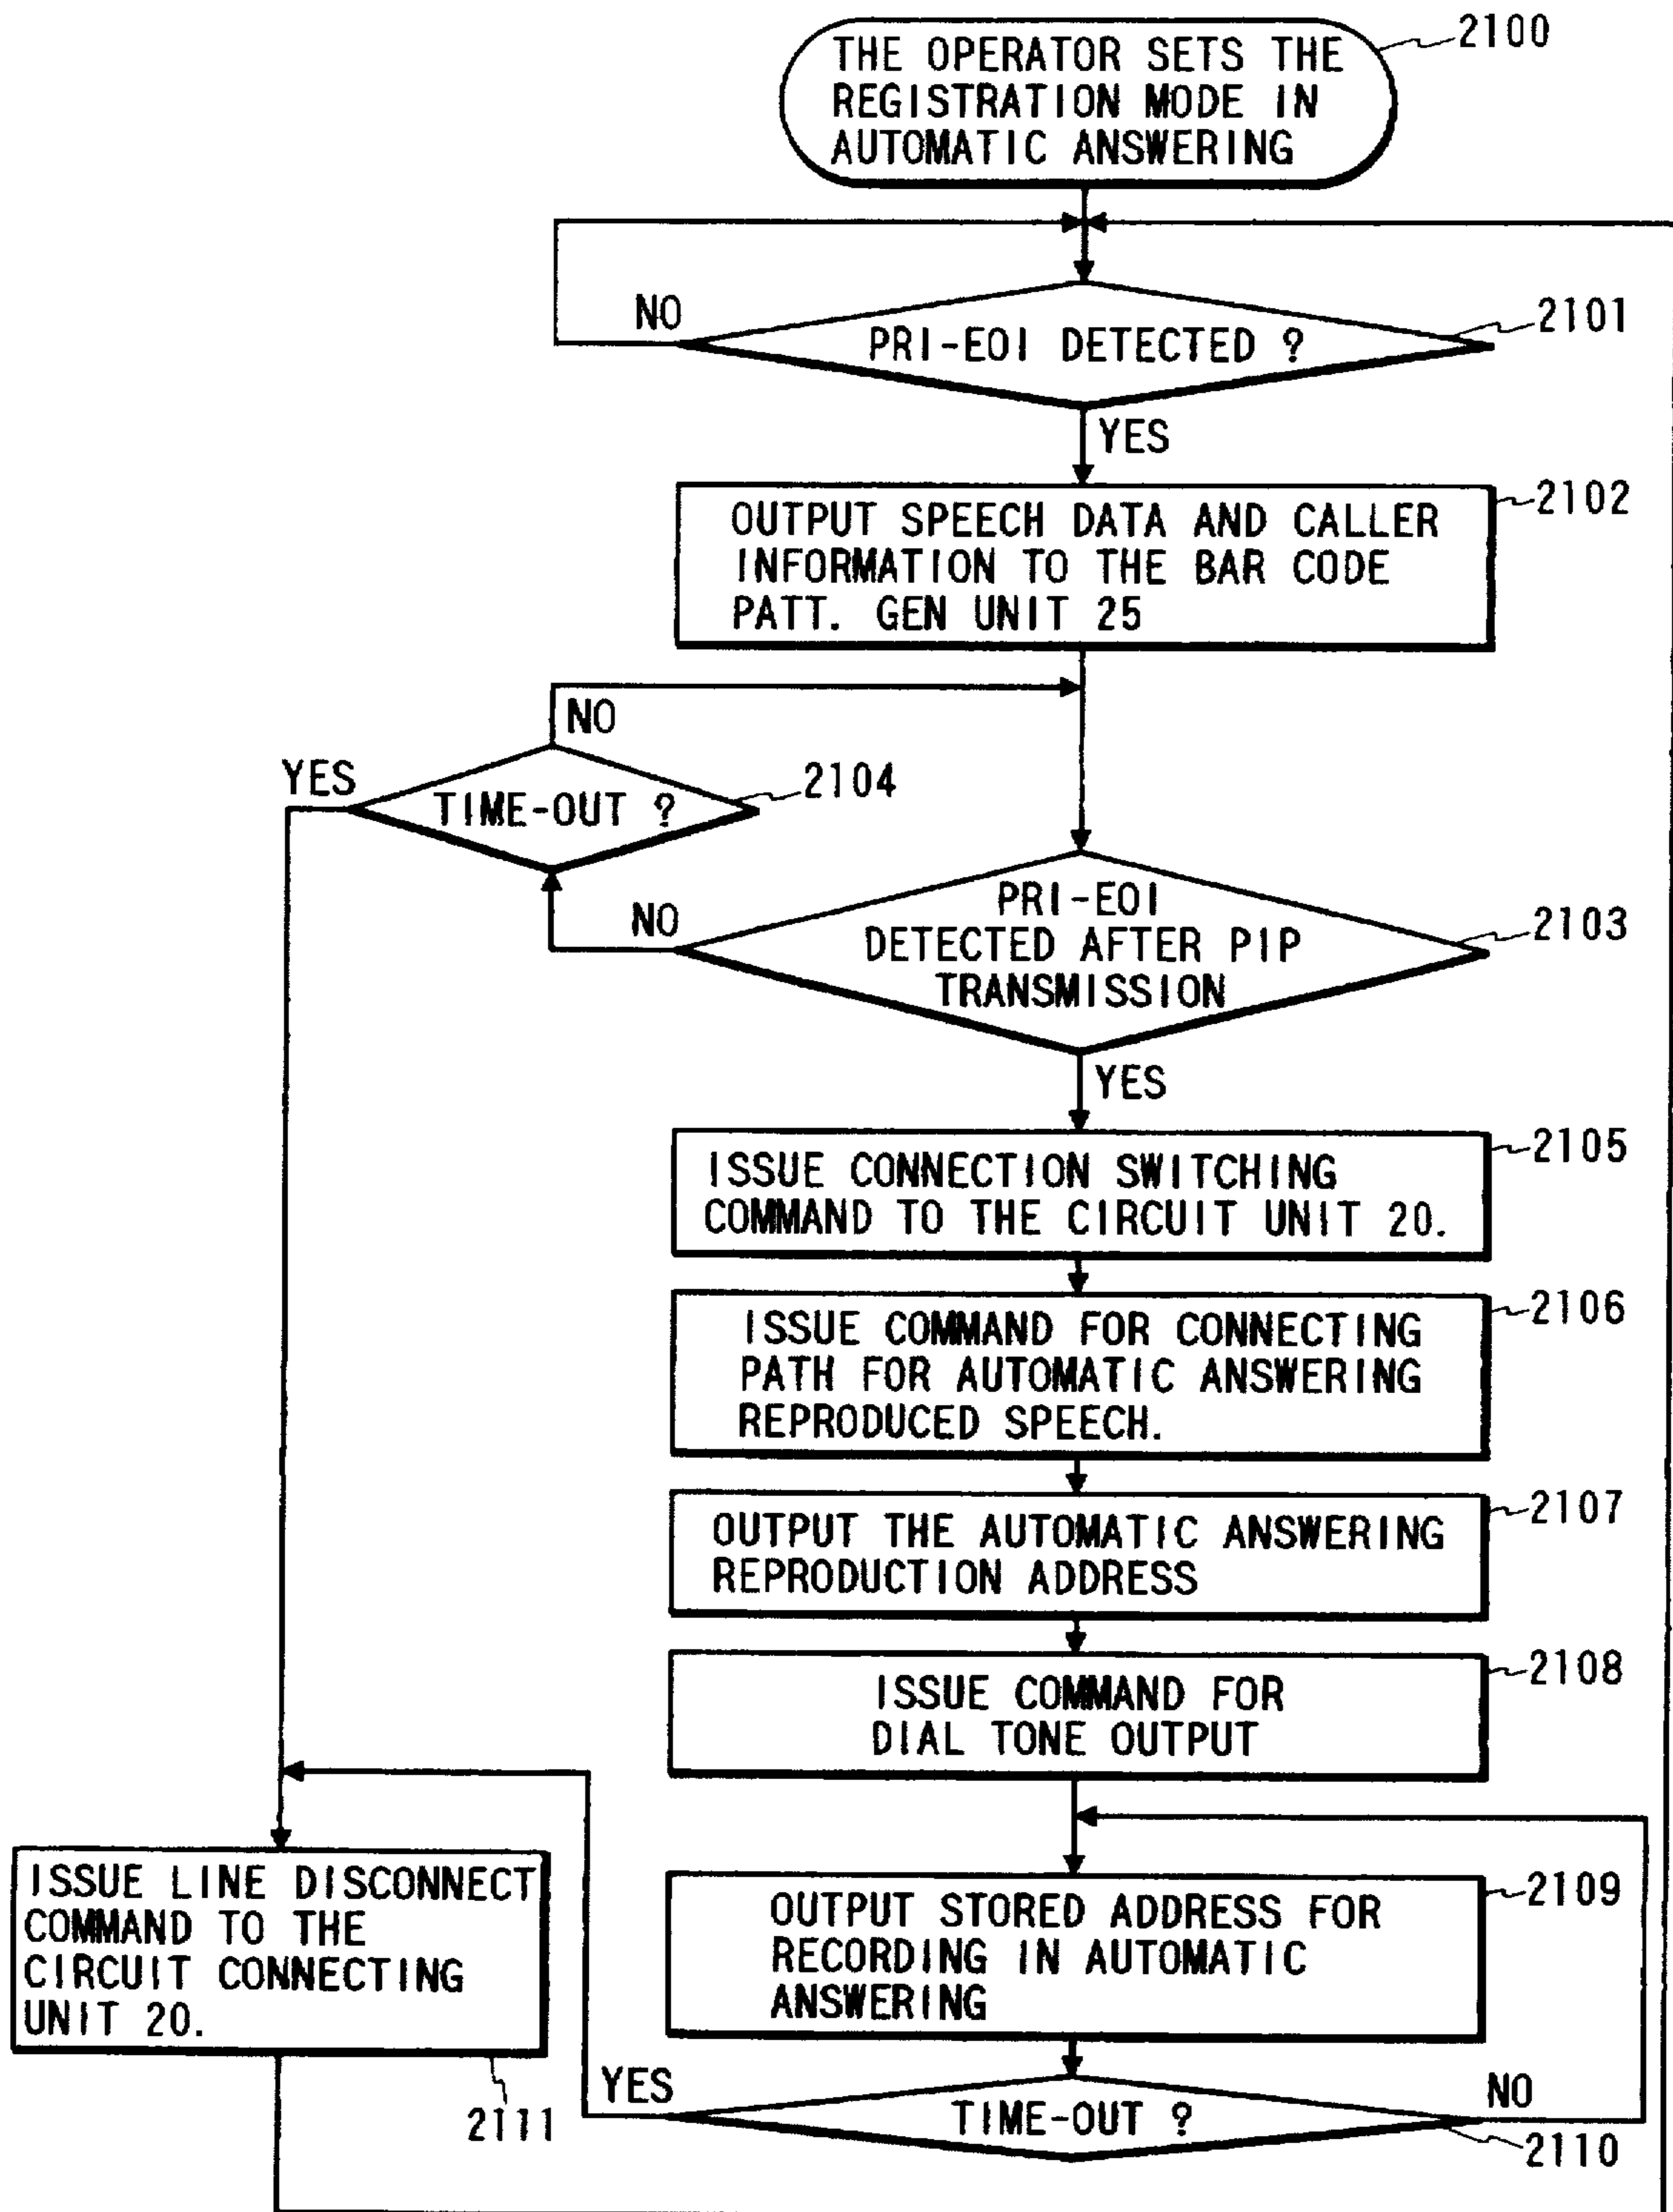 THE OPERATOR SETS THE
REGISTRATION MODE IN
AUTOMATIC ANSWERING
2100
NO
PRI-EOI DETECTED ?
2101
YES
OUTPUT SPEECH DATA AND CALLER
INFORMATION TO THE BAR CODE
PATT. GEN UNIT 25
2102
NO
YES
TIME-OUT ?
2104
NO
PRI-EOI
DETECTED AFTER PIP
TRANSMISSION
2103
YES
ISSUE CONNECTION SWITCHING
COMMAND TO THE CIRCUIT UNIT 20.
2105
ISSUE COMMAND FOR CONNECTING
PATH FOR AUTOMATIC ANSWERING
REPRODUCED SPEECH.
2106
OUTPUT THE AUTOMATIC ANSWERING
REPRODUCTION ADDRESS
2107
ISSUE COMMAND FOR
DIAL TONE OUTPUT
2108
OUTPUT STORED ADDRESS FOR
RECORDING IN AUTOMATIC
ANSWERING
2109
ISSUE LINE DISCONNECT
COMMAND TO THE
CIRCUIT CONNECTING
UNIT 20.
2111
YES
TIME-OUT ?
NO
2110